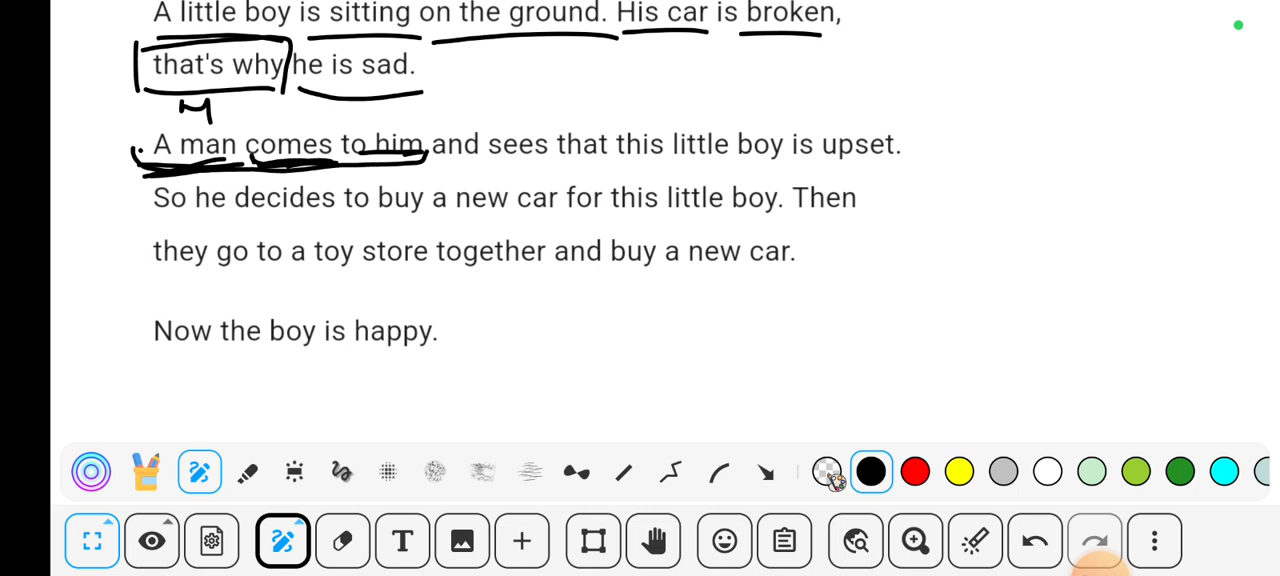 A little boy is sitting on the ground. His car is broken,
that's why he is sad.
M
A man comes to him and sees that this little boy is upset.
So he decides to buy a new car for this little boy. Then
they go to a toy store together and buy a new car.
Now the boy is happy.
T